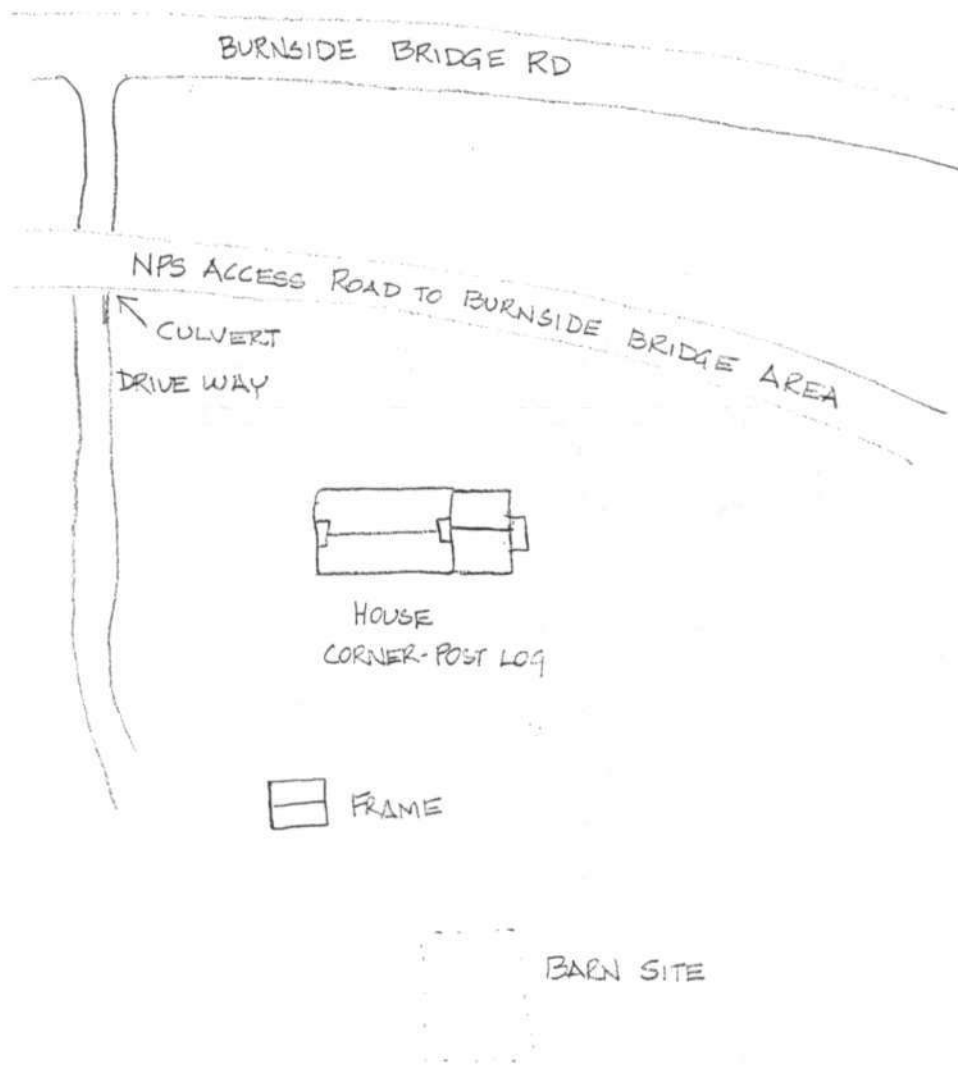 BURNSIDE BRIDGE RD
NPS ACCESS ROAD TO BURNSIDE BRIDGE AREA
CULVERT
DRIVE WAY
HOUSE
CORNER-POST LOG
FRAME
BARN SITE